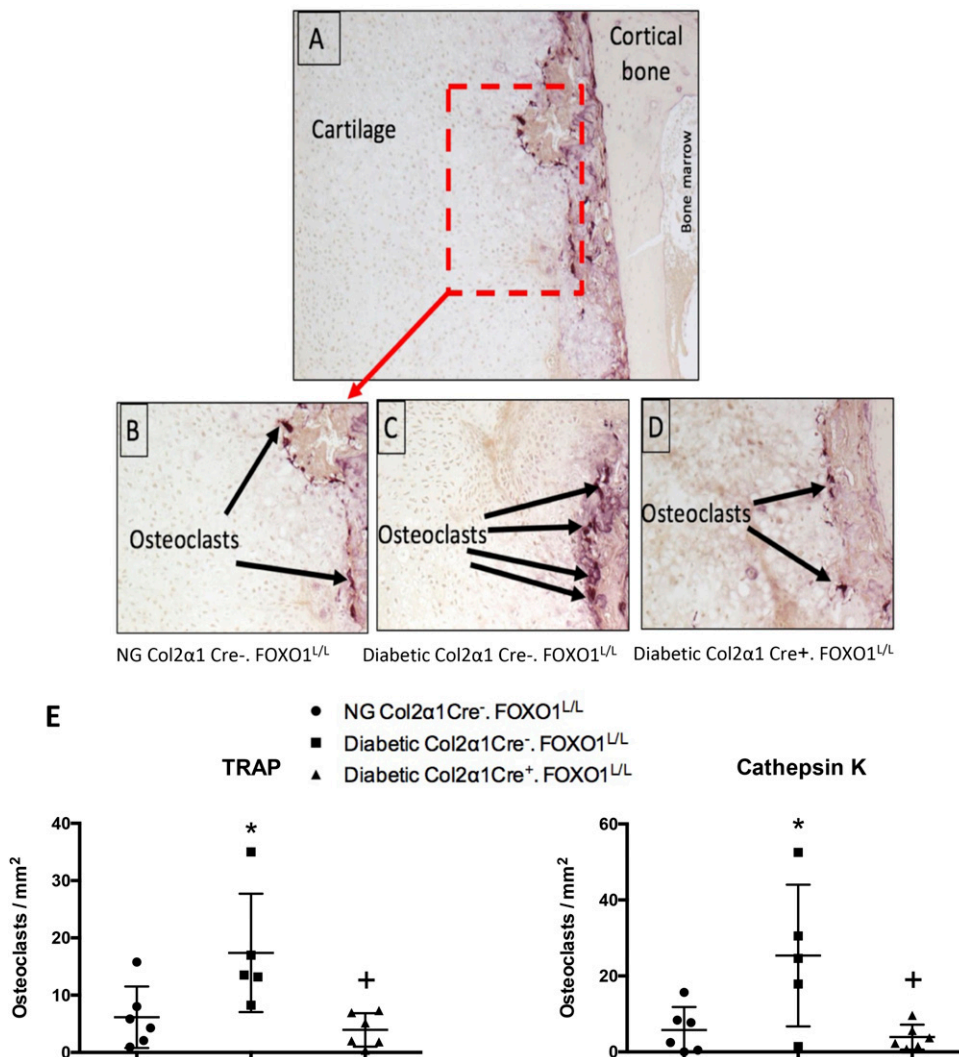 A
Cortical
bone
Cartilage
Bone marrow
B
Osteoclasts
C
Osteoclasts
D
Osteoclasts
NG Col2α1 Cre-. FOXO1L/L
Diabetic Col2α1 Cre-. FOXO1L/L
Diabetic Col2α1 Cre+. FOXO1L/L
E
NG Col2α1Cre-. FOXO1L/L
Diabetic Col2α1Cre-. FOXO1L/L
Diabetic Col2α1Cre+. FOXO1L/L
TRAP
Osteoclasts / mm2
40
30
20
10
0
*
+
Cathepsin K
Osteoclasts / mm2
60
40
20
0
*
+